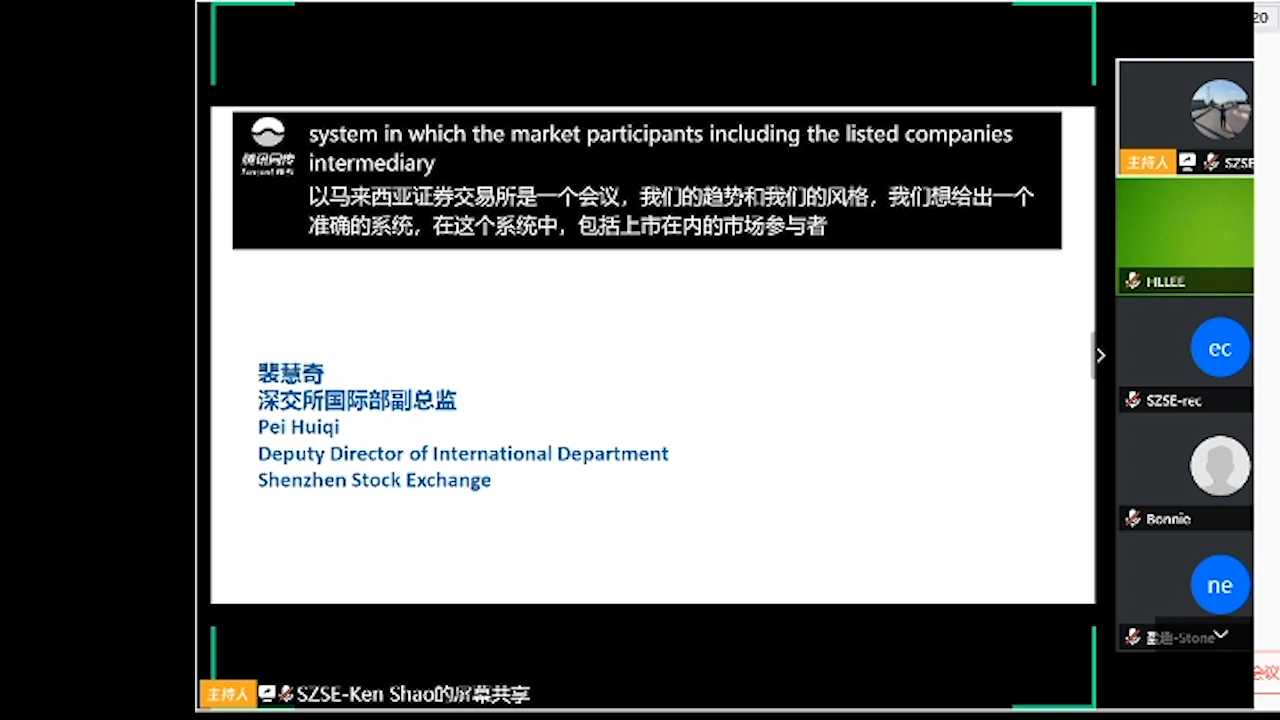 20
system in which the market participants including the listed companies
intermediary
以马来西亚证券交易所是一个会议，我们的趋势和我们的风格，我们想给出一个
准确的系统，在这个系统中，包括上市在内的市场参与者
裴慧奇
深交所国际部副总监
Pei Huiqi
Deputy Director of International Department
Shenzhen Stock Exchange
主持人 SZSE-Ken Shao的屏幕共享
主持人 SZSE
HLLEE
ec
SZSE-rec
Bonnie
ne
-Stone
会议